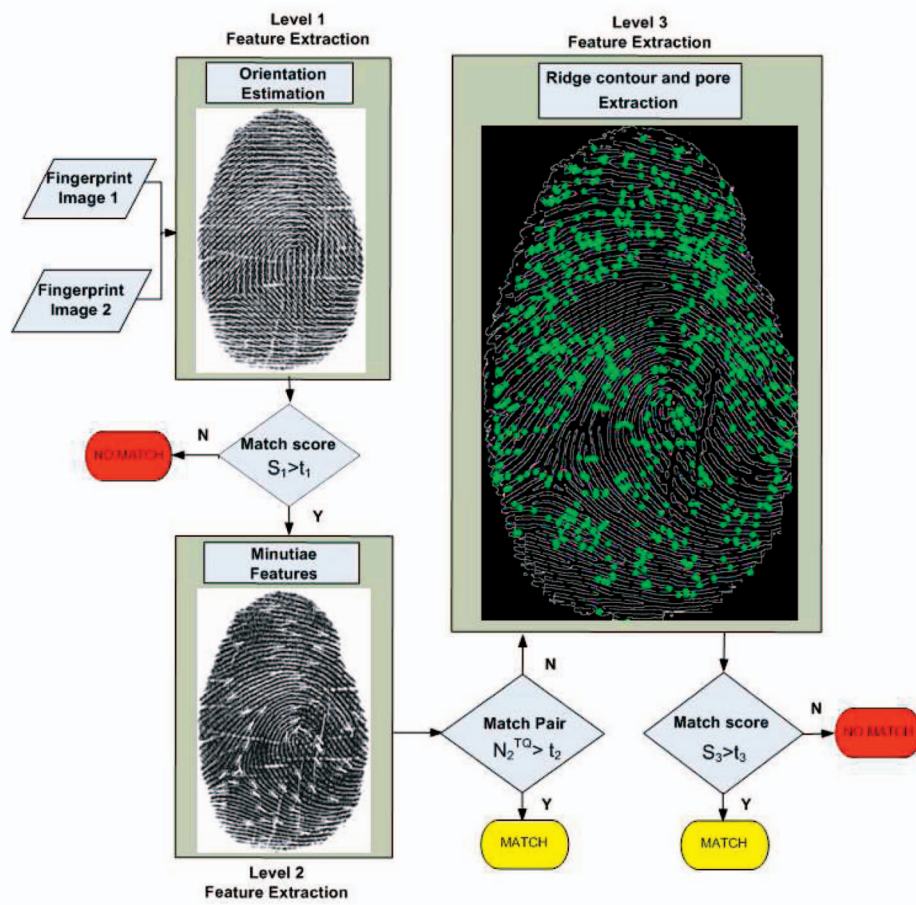 Level 1
Feature Extraction
Orientation
Estimation
Fingerprint
Image 1
Fingerprint
Image 2
N
NO MATCH
Match score
S₁>t₁
Y
Minutiae
Features
Level 2
Feature Extraction
Level 3
Feature Extraction
Ridge contour and pore
Extraction
N
Match Pair
N₂ᵀQ> t₂
Y
MATCH
Match score
S₃>t₃
N
NO MATCH
Y
MATCH